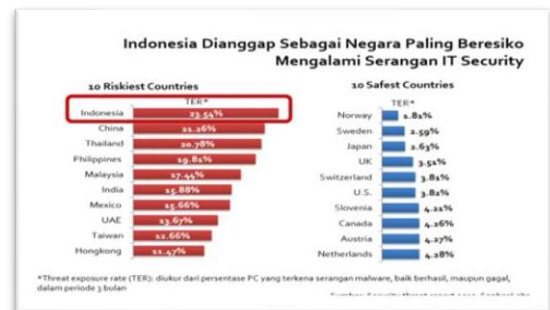 Indonesia Dianggap Sebagai Negara Paling Beresiko
Mengalami Serangan IT Security
10 Riskiest Countries
TER*
Indonesia 23.54%
China 21.26%
Thailand 20.78%
Philippines 19.81%
Malaysia 17.44%
India 15.88%
Mexico 15.66%
UAE 13.67%
Taiwan 12.66%
Hongkong 11.47%
10 Safest Countries
TER*
Norway 1.81%
Sweden 2.59%
Japan 2.63%
UK 3.51%
Switzerland 3.81%
U.S. 3.82%
Slovenia 4.21%
Canada 4.26%
Austria 4.27%
Netherlands 4.28%
*Threat exposure rate (TER): diukur dari persentase PC yang terkena serangan malware, baik berhasil, maupun gagal,
dalam periode 3 bulan